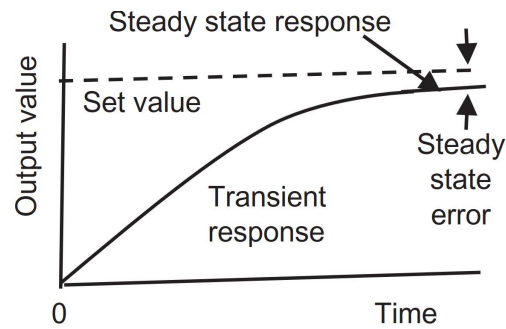 Steady state response
Output value
Set value
Steady
state
error
Transient
response
0
Time